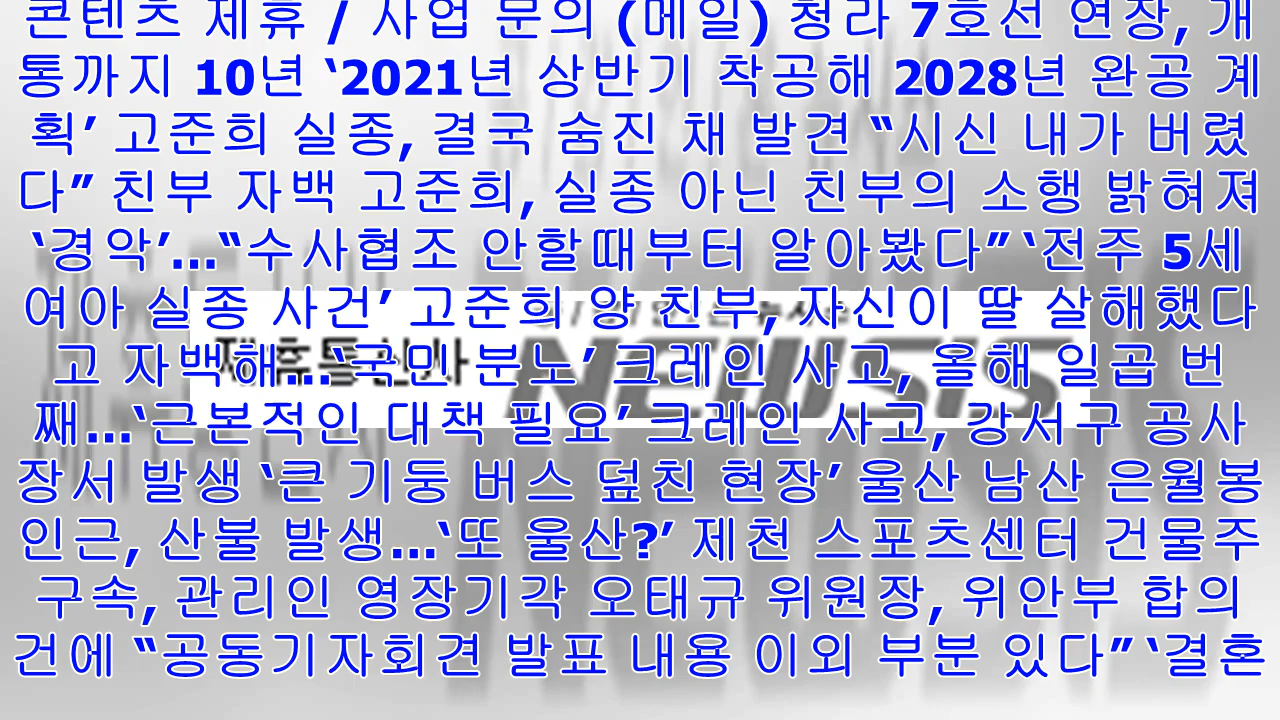 콘텐츠 제휴 / 사업 문의 (메일) 청라 7호선 연장, 개
통까지 10년 ‘2021년 상반기 착공해 2028년 완공 계
획’ 고준희 실종, 결국 숨진 채 발견 “시신 내가 버렸
다” 친부 자백 고준희, 실종 아닌 친부의 소행 밝혀져
‘경악’…“수사협조 안할때부터 알아봤다” ‘전주 5세
여아 실종 사건’ 고준희 양 친부, 자신이 딸 살해했다
고 자백해…‘국민 분노’ 크레인 사고, 올해 일곱 번
째…‘근본적인 대책 필요’ 크레인 사고, 강서구 공사
장서 발생 ‘큰 기둥 버스 덮친 현장’ 울산 남산 은월봉
인근, 산불 발생…‘또 울산?’ 제천 스포츠센터 건물주
구속, 관리인 영장기각 오태규 위원장, 위안부 합의
건에 “공동기자회견 발표 내용 이외 부분 있다” ‘결혼
제휴통신사 NEWSIS